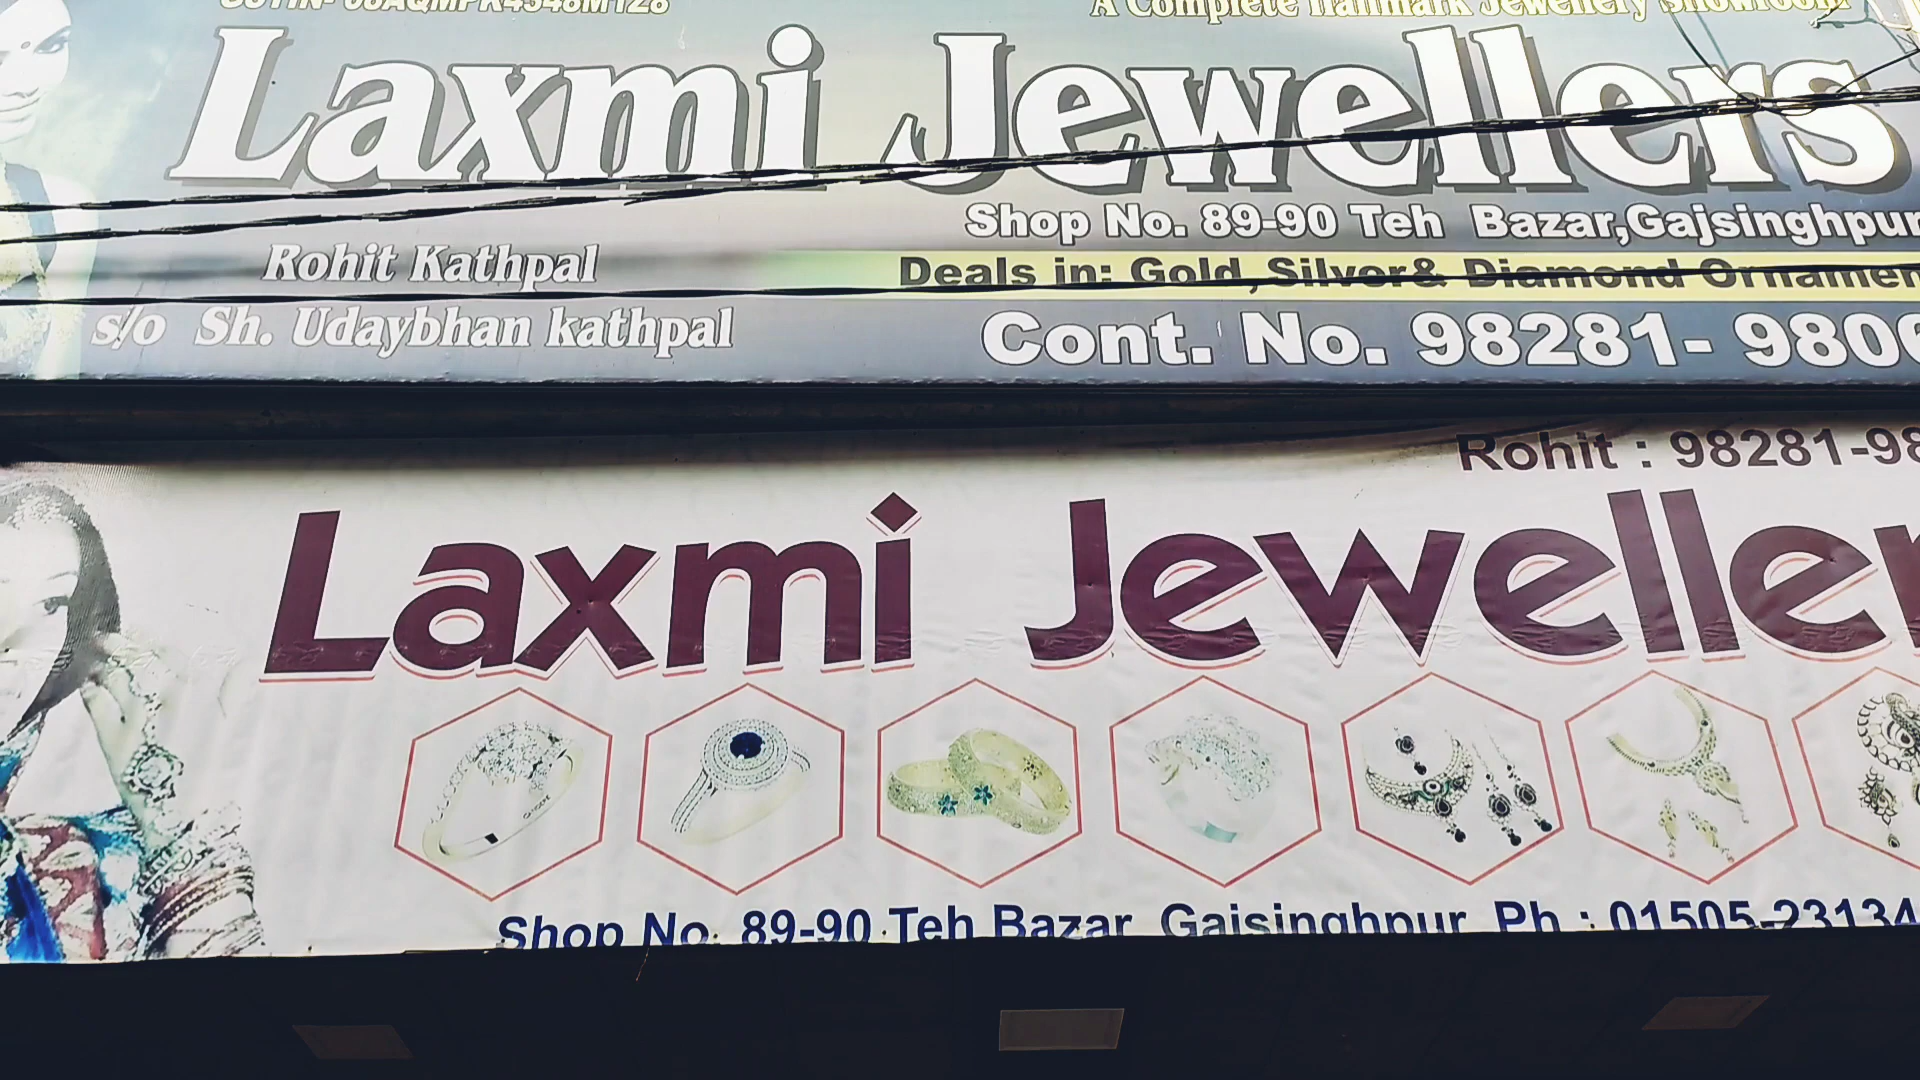 A Complete Hallmark Jewellery Showroom
Laxmi Jewellers
Shop No. 89-90 Teh Bazar,Gajsinghpur
Rohit Kathpal
Deals in: Gold,Silver& Diamond Ornamen
s/o Sh. Udaybhan kathpal
Cont. No. 98281- 980
Rohit : 98281-98
Laxmi Jeweller
Shop No. 89-90 Teh Bazar Gajsinghpur Ph : 01505-23134